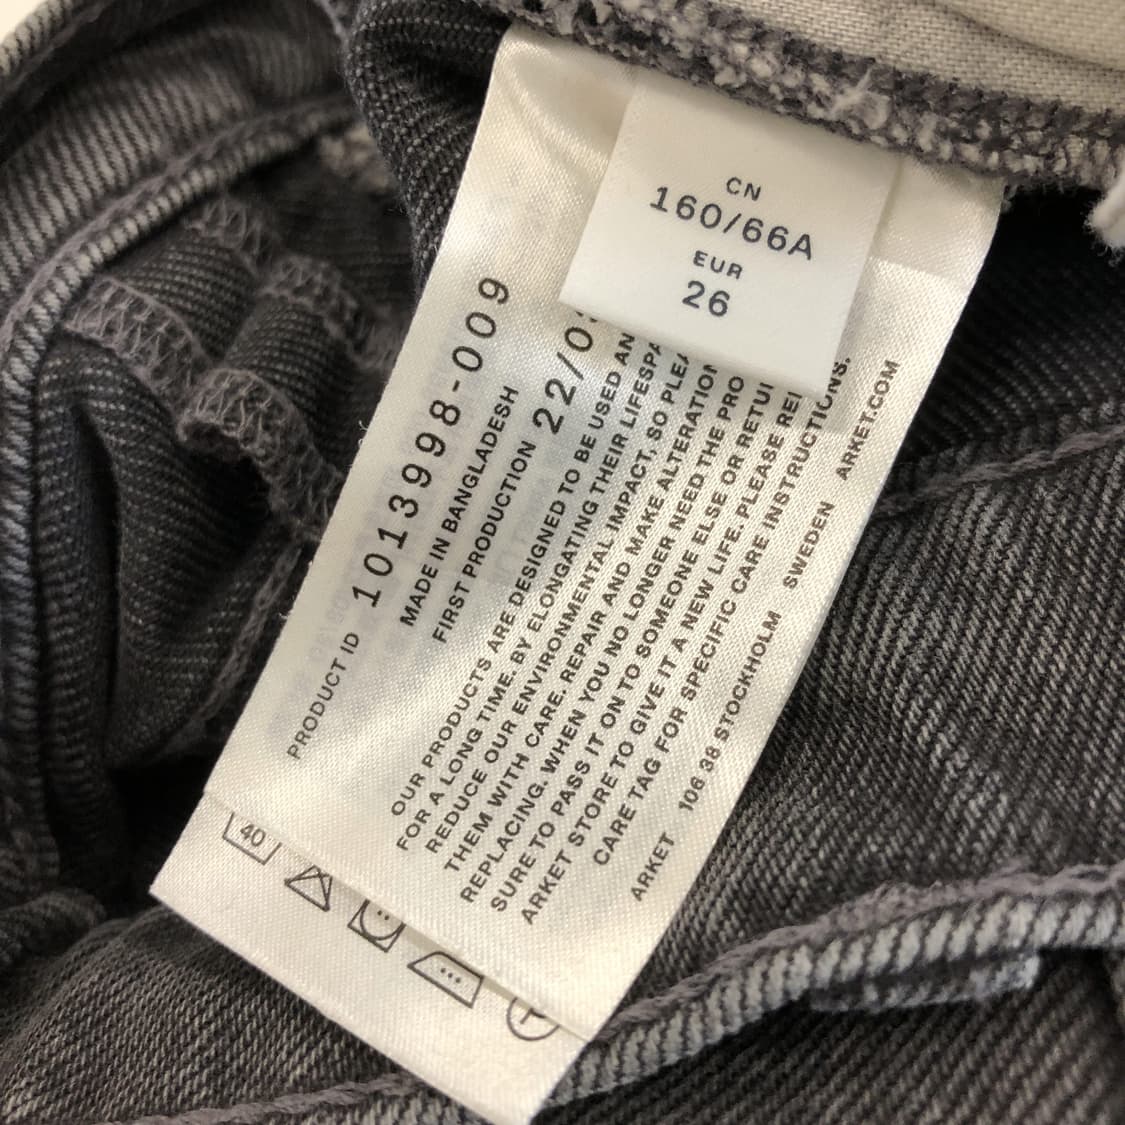 CN
160/66A
EUR
26
PRODUCT ID 1013998-009
MADE IN BANGLADESH
FIRST PRODUCTION 22/0
OUR PRODUCTS ARE DESIGNED TO BE USED AN
FOR A LONG TIME. BY ELONGATING THEIR LIFESPA
REDUCE OUR ENVIRONMENTAL IMPACT, SO PLEA
THEM WITH CARE. REPAIR AND MAKE ALTERATION
REPLACING. WHEN YOU NO LONGER NEED THE PRO
SURE TO PASS IT ON TO SOMEONE ELSE OR RETU
ARKET STORE TO GIVE IT A NEW LIFE. PLEASE RE
CARE TAG FOR SPECIFIC CARE INSTRUCTIONS.
ARKET 106 38 STOCKHOLM SWEDEN ARKET.COM
40